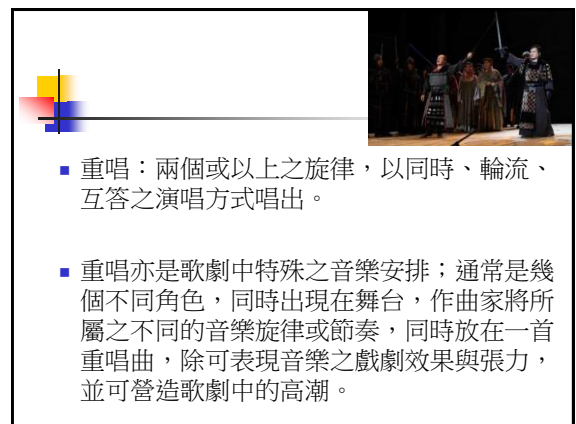 重唱：兩個或以上之旋律，以同時、輪流、
互答之演唱方式唱出。
重唱亦是歌劇中特殊之音樂安排；通常是幾
個不同角色，同時出現在舞台，作曲家將所
屬之不同的音樂旋律或節奏，同時放在一首
重唱曲，除可表現音樂之戲劇效果與張力，
並可營造歌劇中的高潮。